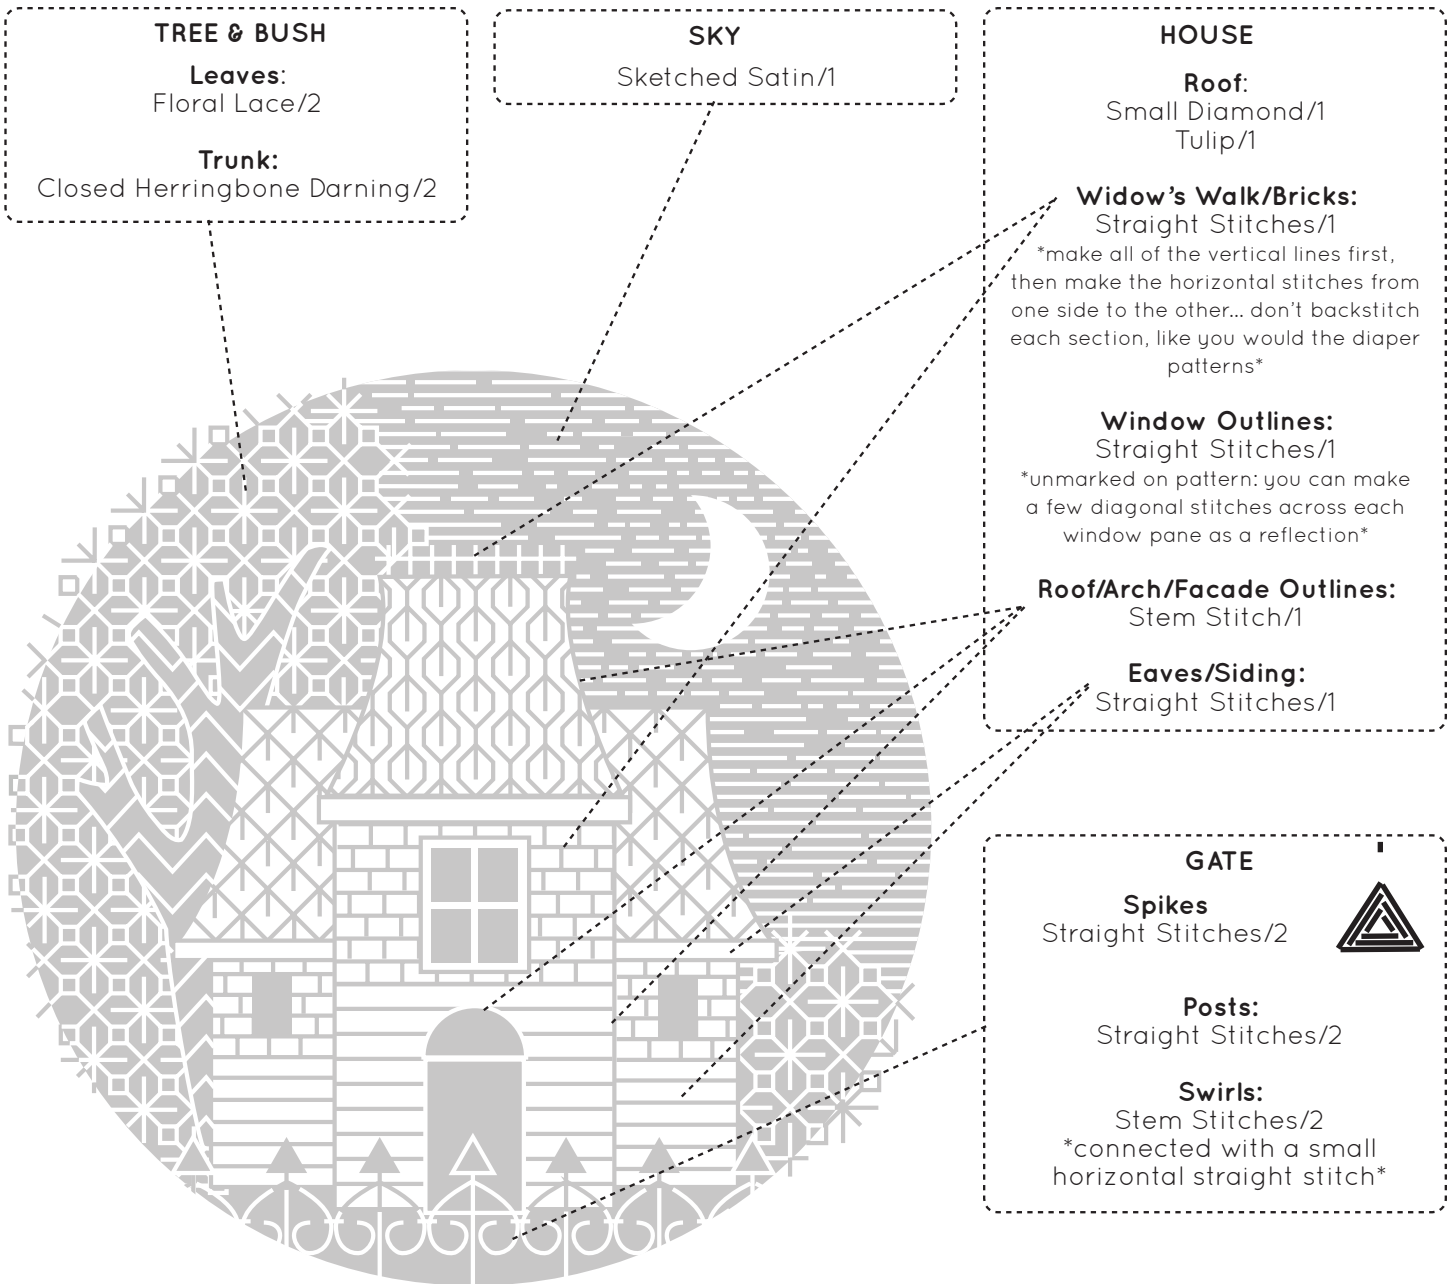 TREE & BUSH
Leaves:
Floral Lace/2
Trunk:
Closed Herringbone Darning/2
SKY
Sketched Satin/1
HOUSE
Roof:
Small Diamond/1
Tulip/1
Widow's Walk/Bricks:
Straight Stitches/1
*make all of the vertical lines first,
then make the horizontal stitches from
one side to the other... don't backstitch
each section, like you would the diaper
patterns*
Window Outlines:
Straight Stitches/1
*unmarked on pattern: you can make
a few diagonal stitches across each
window pane as a reflection*
Roof/Arch/Facade Outlines:
Stem Stitch/1
Eaves/Siding:
Straight Stitches/1
GATE
Spikes
Straight Stitches/2
Posts:
Straight Stitches/2
Swirls:
Stem Stitches/2
*connected with a small
horizontal straight stitch*